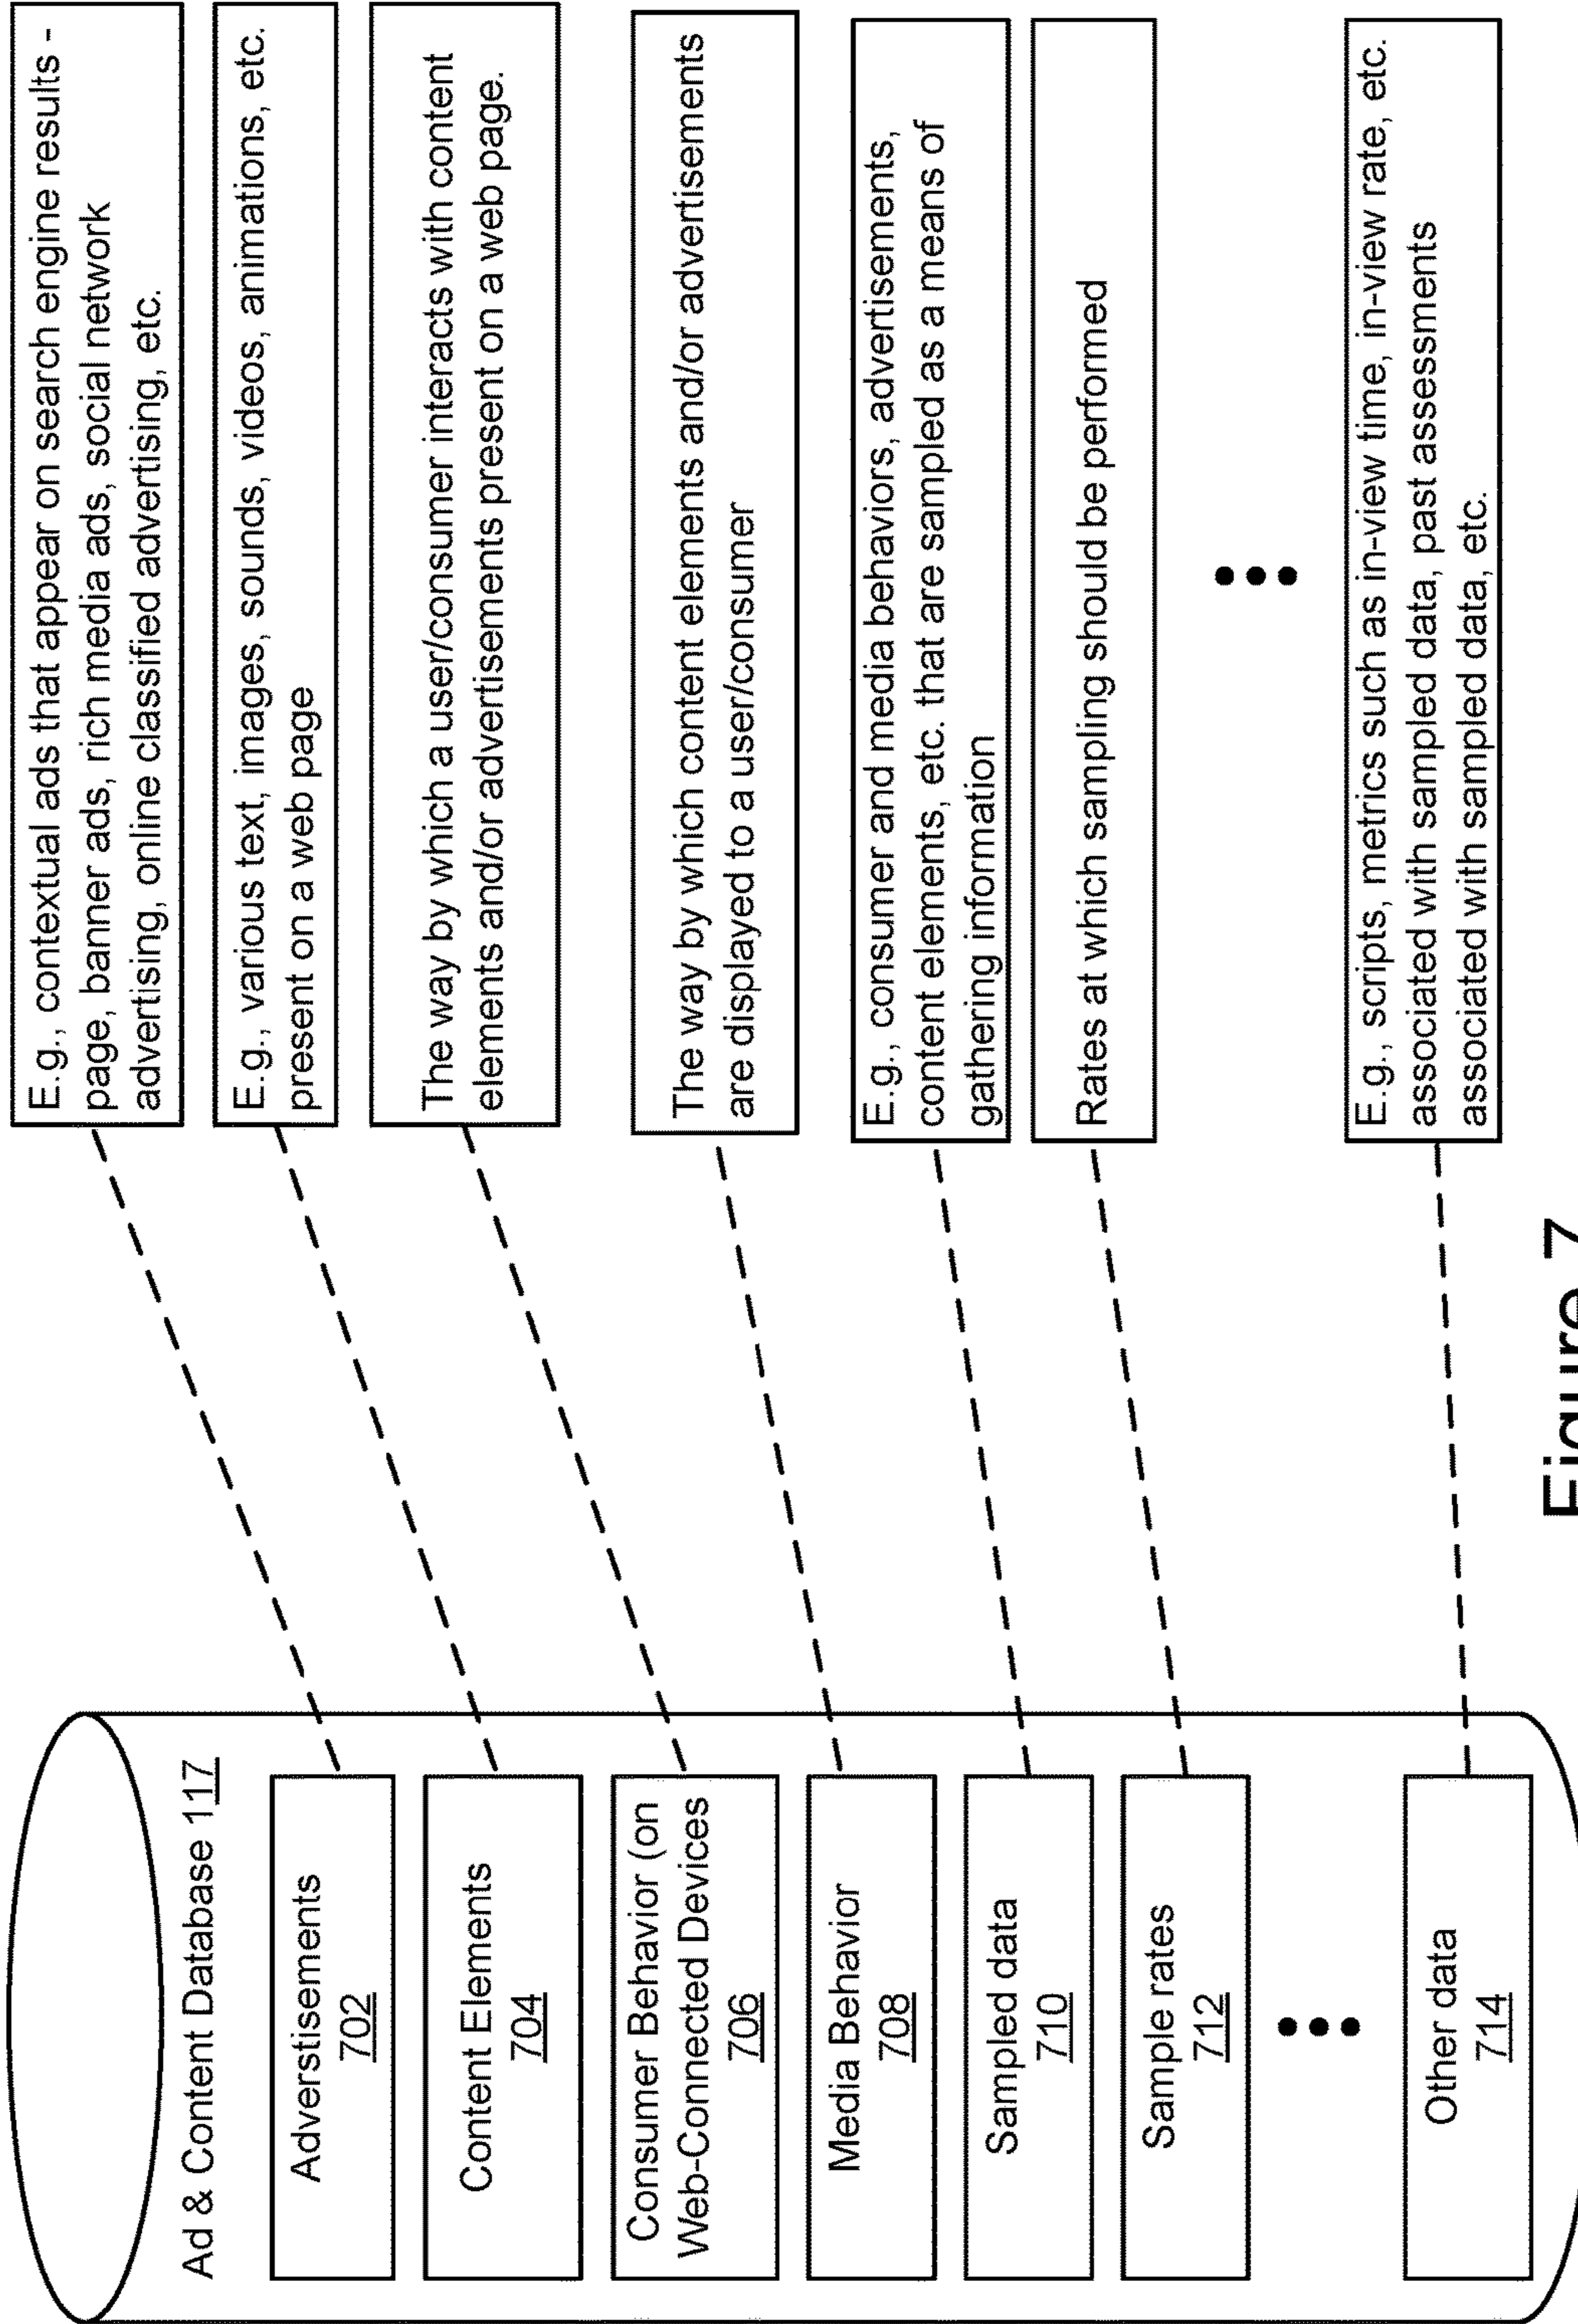 Ad & Content Database 117
Adverstisements
702
Content Elements
704
Consumer Behavior (on
Web-Connected Devices
706
Media Behavior
708
Sampled data
710
Sample rates
712
Other data
714
E.g., contextual ads that appear on search engine results -
page, banner ads, rich media ads, social network
advertising, online classified advertising, etc.
E.g., various text, images, sounds, videos, animations, etc.
present on a web page
The way by which a user/consumer interacts with content
elements and/or advertisements present on a web page.
The way by which content elements and/or advertisements
are displayed to a user/consumer
E.g., consumer and media behaviors, advertisements,
content elements, etc. that are sampled as a means of
gathering information
Rates at which sampling should be performed
E.g., scripts, metrics such as in-view time, in-view rate, etc.
associated with sampled data, past assessments
associated with sampled data, etc.
Figure 7